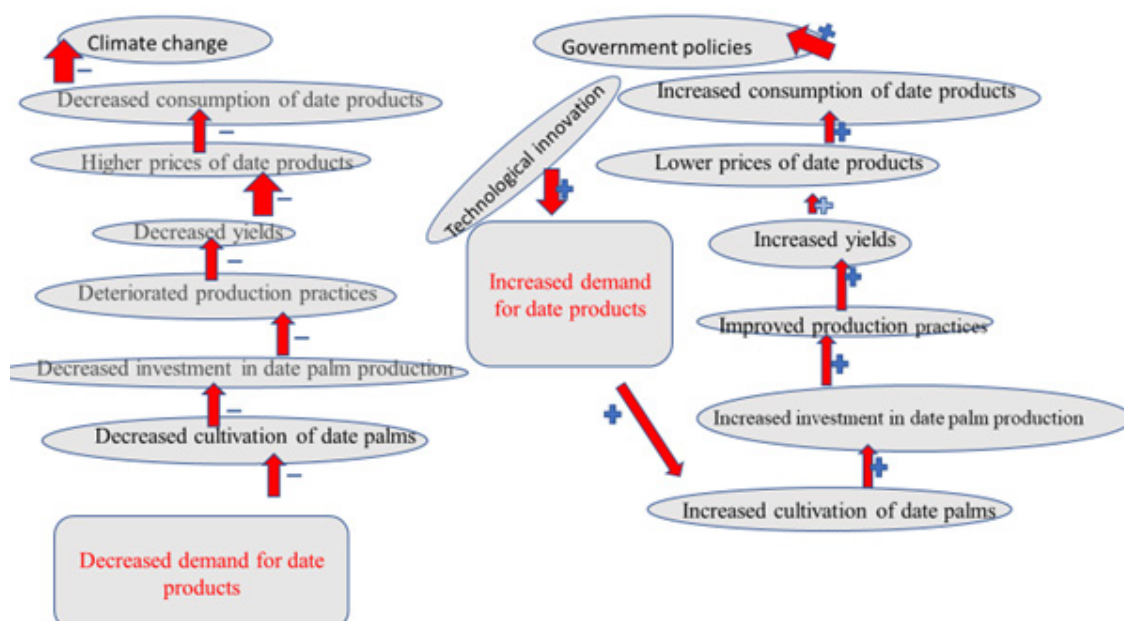 Climate change
Decreased consumption of date products
Higher prices of date products
Decreased yields
Deteriorated production practices
Decreased investment in date palm production
Decreased cultivation of date palms
Decreased demand for date
products
Government policies
Technological innovation
Increased consumption of date products
Lower prices of date products
Increased yields
Increased demand
for date products
Improved production practices
Increased investment in date palm production
Increased cultivation of date palms